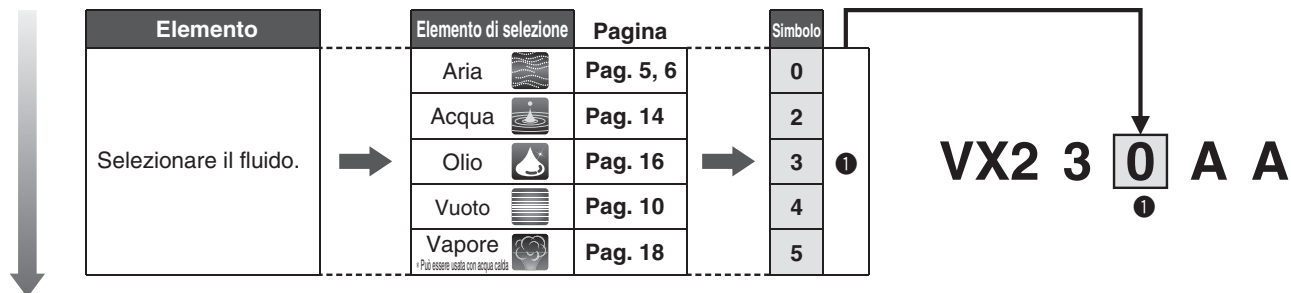 Elemento Elemento di selezione Pagina Simbolo
Aria Pag. 5, 6 0
Acqua Pag. 14 2
Selezionare il fluido. Olio Pag. 16 3 ❶ VX2 3 0 A A
❶
Vuoto Pag. 10 4
Vapore Pag. 18 5
* Può essere usata con acqua calda